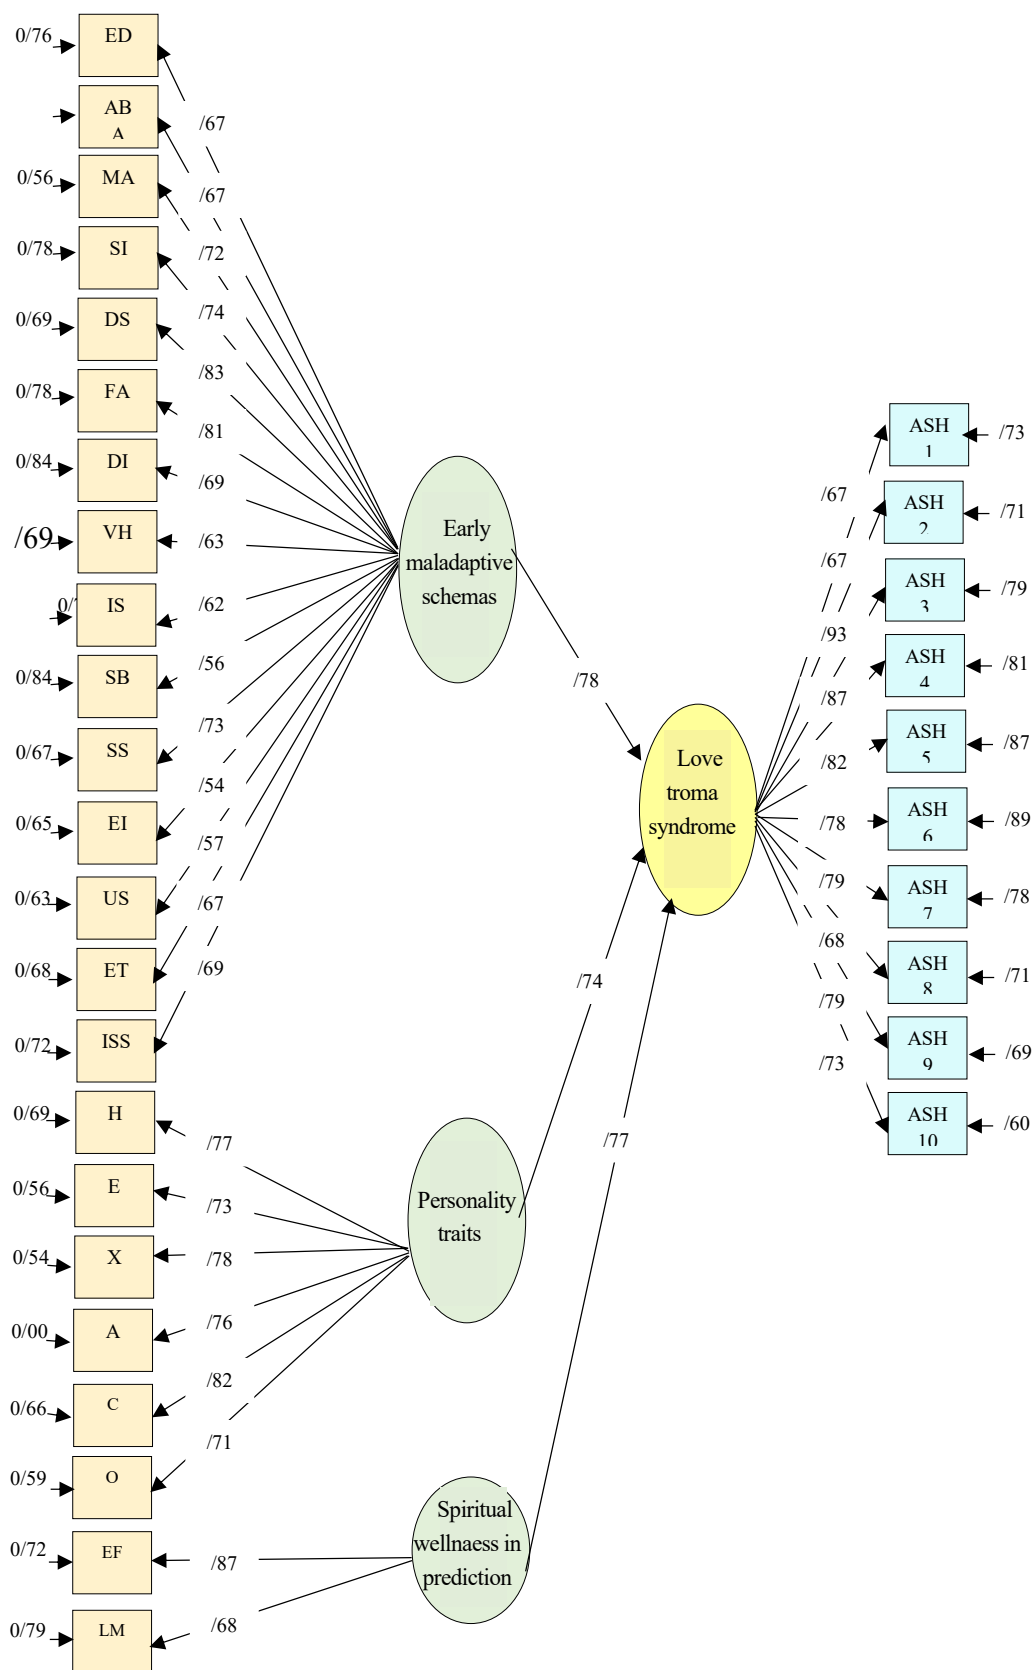 0/76
ED
/67
AB
A
/67
0/56
MA
/72
0/78
SI
/74
0/69
DS
/83
0/78
FA
/81
0/84
DI
/69
/69
VH
/63
IS
/62
0/84
SB
/56
0/67
SS
/73
0/65
EI
/54
0/63
US
/57
0/68
ET
/67
0/72
ISS
/69
Early
maladaptive
schemas
/78
Love
troma
syndrome
/74
/77
0/69
H
/77
0/56
E
/73
0/54
X
/78
0/00
A
/76
0/66
C
/82
0/59
O
/71
Personality
traits
0/72
EF
/87
0/79
LM
/68
Spiritual
wellnaess in
prediction
/67
ASH
1
/73
/67
ASH
2
/71
/93
ASH
3
/79
/87
ASH
4
/81
/82
ASH
5
/87
/78
ASH
6
/89
/79
ASH
7
/78
/68
ASH
8
/71
/79
ASH
9
/69
/73
ASH
10
/60